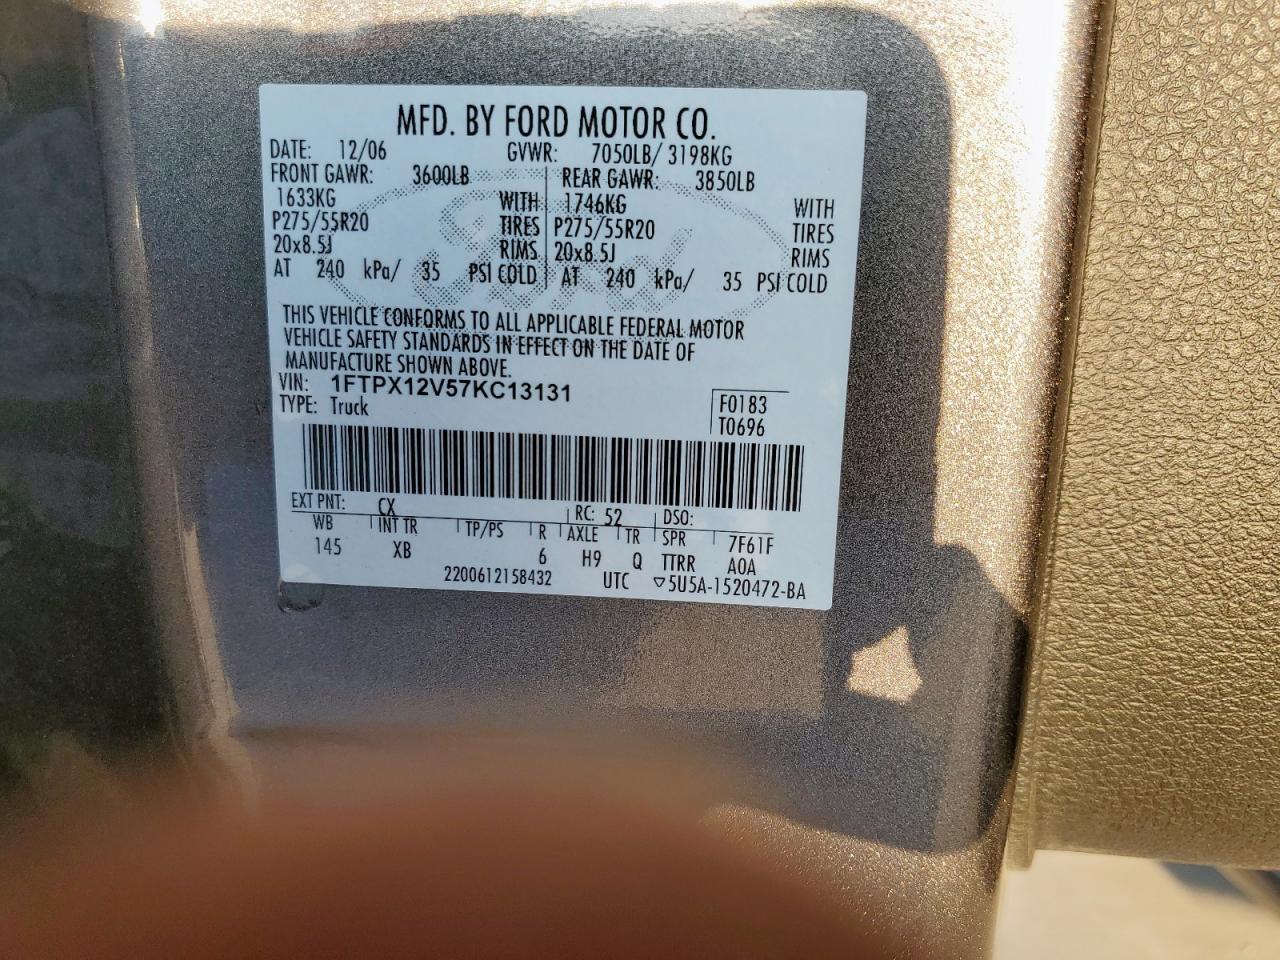 MFD. BY FORD MOTOR CO.
DATE: 12/06 GVWR: 7050LB/ 3198KG
FRONT GAWR: 3600LB REAR GAWR: 3850LB
1633KG WITH 1746KG WITH
P275/55R20 TIRES P275/55R20 TIRES
20x8.5J RIMS 20x8.5J RIMS
AT 240 kPa/ 35 PSI COLD AT 240 kPa/ 35 PSI COLD
THIS VEHICLE CONFORMS TO ALL APPLICABLE FEDERAL MOTOR
VEHICLE SAFETY STANDARDS IN EFFECT ON THE DATE OF
MANUFACTURE SHOWN ABOVE.
VIN: 1FTPX12V57KC13131
TYPE: Truck
F0183
T0696
EXT PNT: CX RC: 52 DSO:
WB INT TR TP/PS R AXLE TR SPR 7F61F
145 XB 6 H9 Q TTRR A0A
2200612158432 UTC ▽5U5A-1520472-BA
Ford